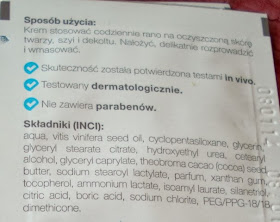 Sposób użycia:
Krem stosować codziennie rano na oczyszczoną skórę
twarzy, szyi i dekoltu. Nałożyć, delikatnie rozprowadzić
i wmasować.
Skuteczność została potwierdzona testami in vivo.
Testowany dermatologicznie.
Nie zawiera parabenów.
Składniki (INCI):
aqua, vitis vinifera seed oil, cyclopentasiloxane, glycerin,
glyceryl stearate citrate, hydroxyethyl urea, cetearyl
alcohol, glyceryl caprylate, theobroma cacao (cocoa) seed
butter, sodium stearoyl lactylate, parfum, xanthan gum,
tocopherol, ammonium lactate, isoamyl laurate, silanetriol,
citric acid, boric acid, sodium chloride, PEG/PPG-18/18
dimethicone.